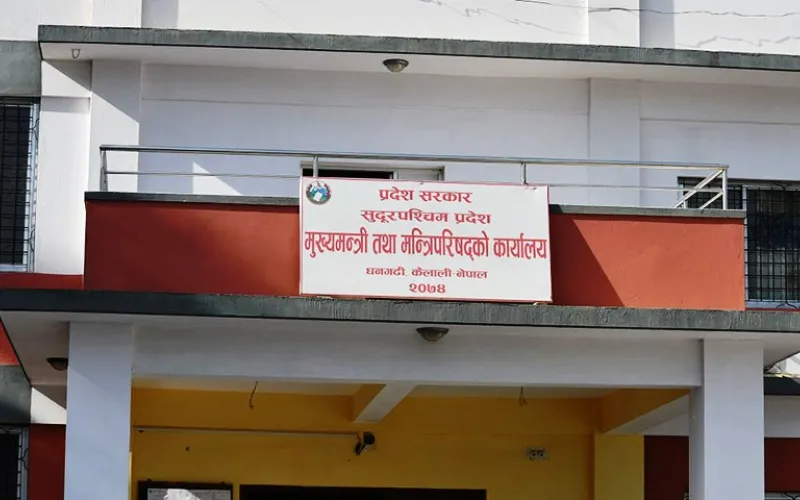 प्रदेश सरकार
सुदूरपश्चिम प्रदेश
मुख्यमन्त्री तथा मन्त्रिपरिषद्को कार्यालय
धनगढी, कैलाली नेपाल
२०७४